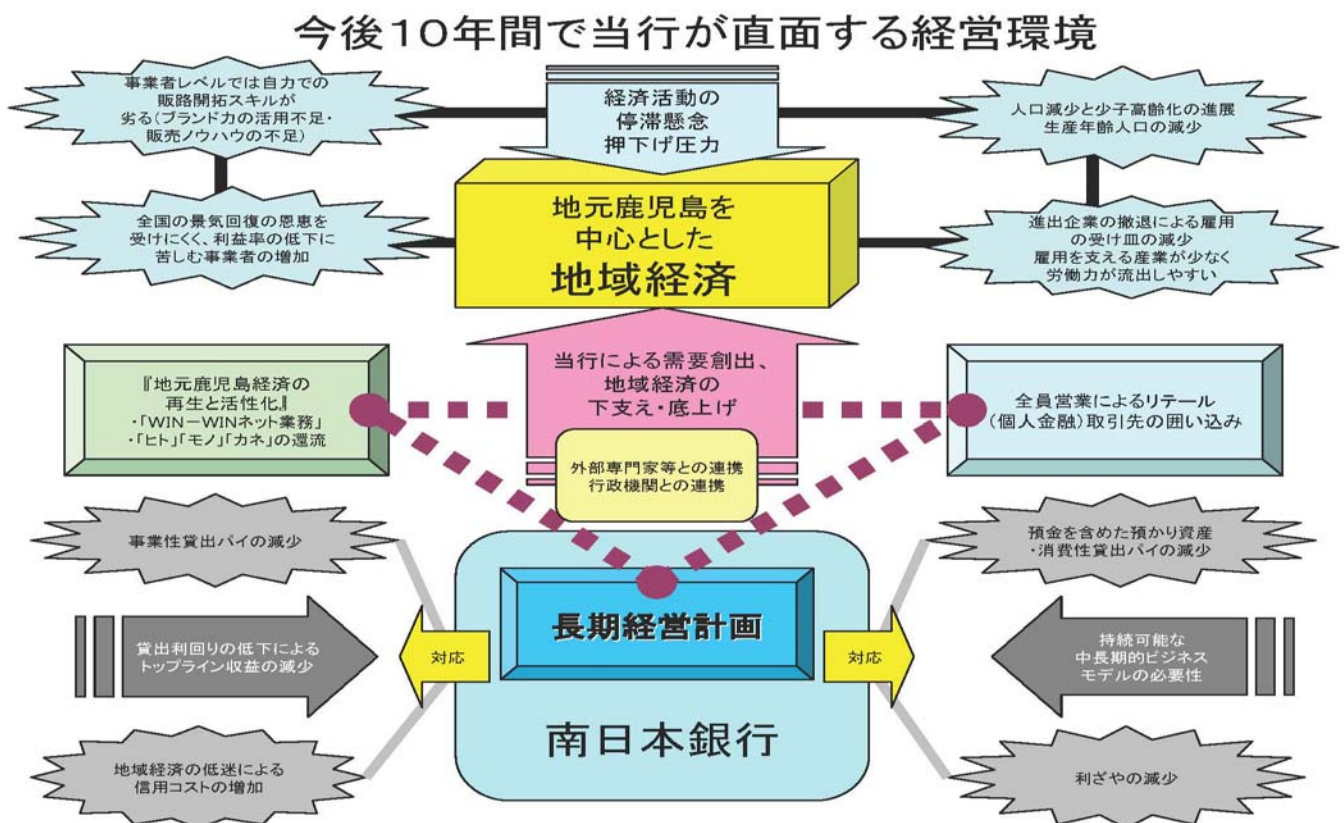 今後10年間で当行が直面する経営環境
事業者レベルでは自力での
販路開拓スキルが
劣る(ブランド力の活用不足・
販売ノウハウの不足)
経済活動の
停滞懸念
押下げ圧力
人口減少と少子高齢化の進展
生産年齢人口の減少
全国の景気回復の恩恵を
受けにくく、利益率の低下に
苦しむ事業者の増加
地元鹿児島を
中心とした
地域経済
進出企業の撤退による雇用
の受け皿の減少
雇用を支える産業が少なく
労働力が流出しやすい
『地元鹿児島経済の
再生と活性化』
・「WIN-WINネット業務」
・「ヒト」「モノ」「カネ」の還流
当行による需要創出、
地域経済の
下支え・底上げ
全員営業によるリテール
(個人金融)取引先の囲い込み
外部専門家等との連携
行政機関との連携
事業性貸出パイの減少
預金を含めた預かり資産
・消費性貸出パイの減少
貸出利回りの低下による
トップライン収益の減少
対応
長期経営計画
対応
持続可能な
中長期的ビジネス
モデルの必要性
南日本銀行
地域経済の低迷による
信用コストの増加
利ざやの減少